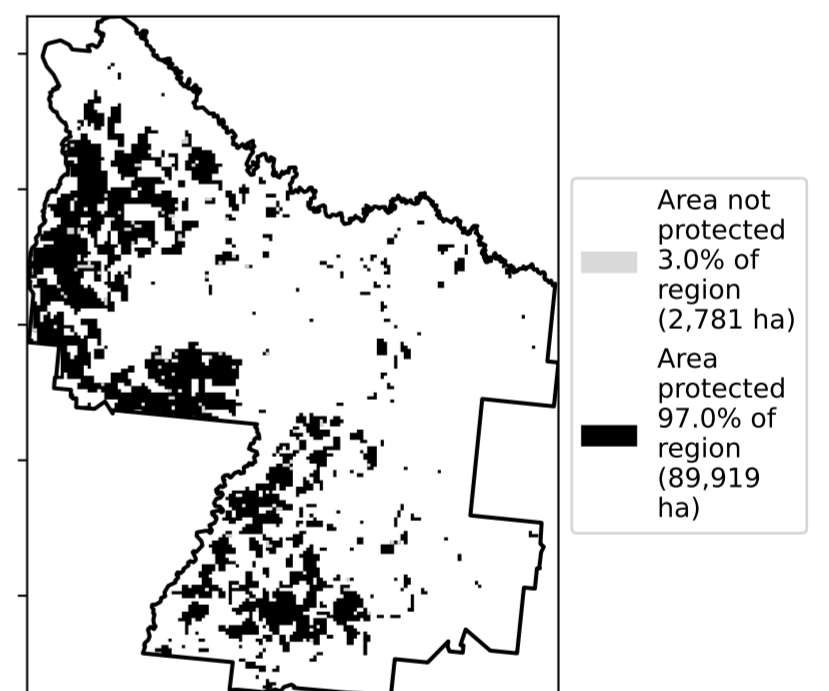 Area not
protected
3.0% of
region
(2,781 ha)
Area
protected
97.0% of
region
(89,919
ha)